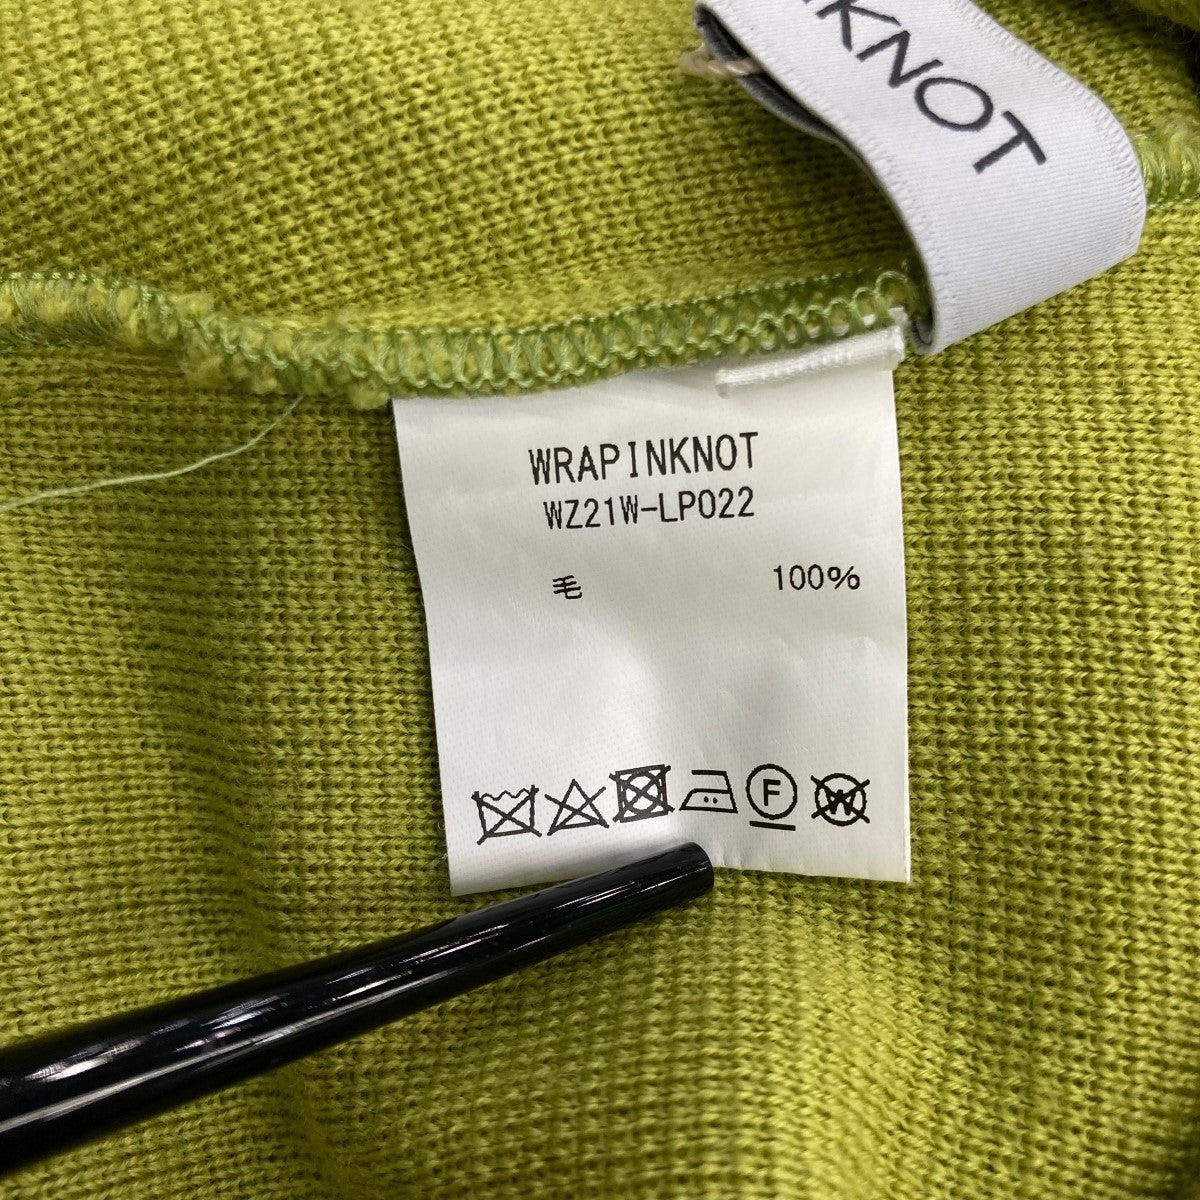 KNOT
WRAPINKNOT
WZ21W-LP022
毛 100%
F W